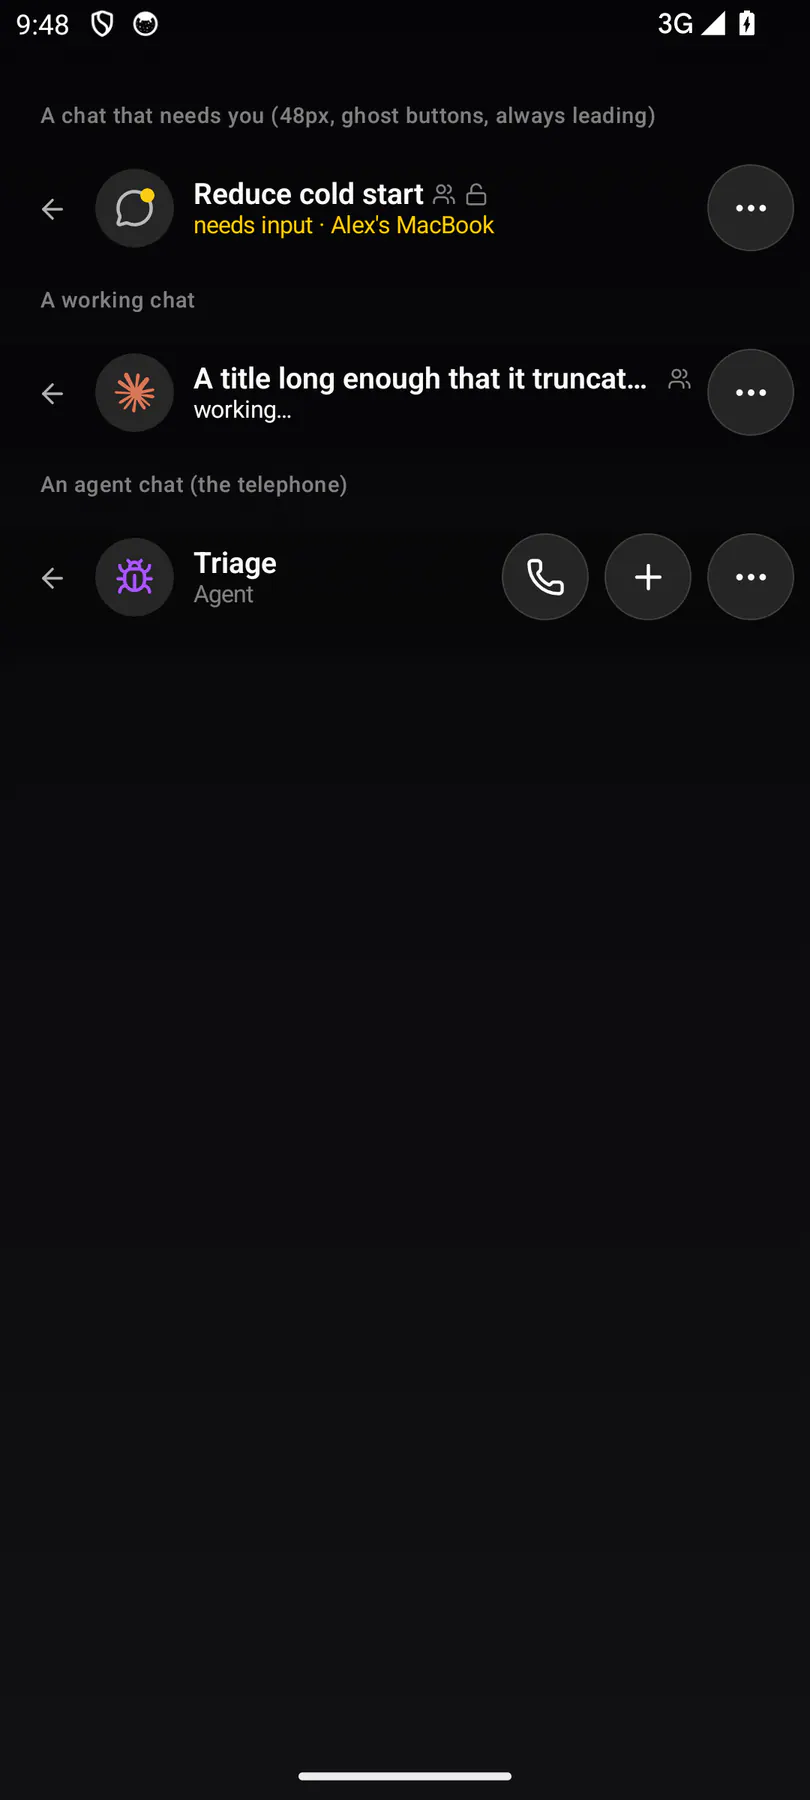 9:48
3G
A chat that needs you (48px, ghost buttons, always leading)
Reduce cold start
needs input · Alex's MacBook
A working chat
A title long enough that it truncat...
working...
An agent chat (the telephone)
Triage
Agent